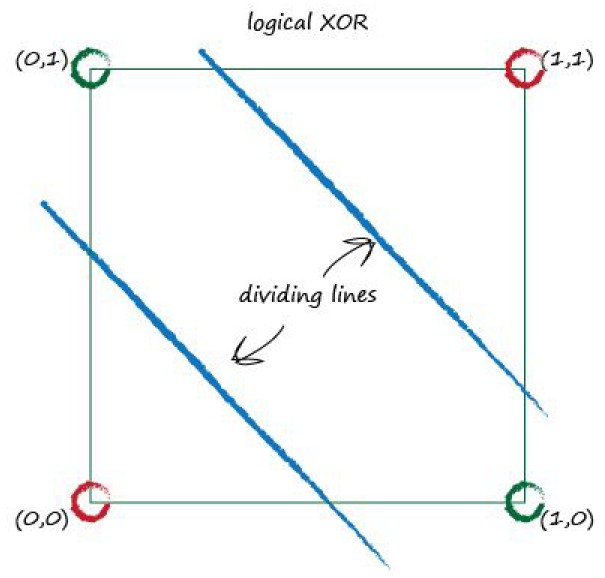 logical XOR
(0,1)
(1,1)
dividing lines
(0,0)
(1,0)